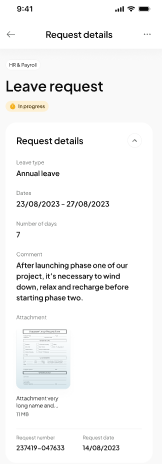 9:41
Request details
HR & Payroll
Leave request
In progress
Request details
Leave type
Annual leave
Dates
23/08/2023 - 27/08/2023
Number of days
7
Comment
After launching phase one of our
project, it's necessary to wind
down, relax and recharge before
starting phase two.
Attachment
Attachment very
long name and...
11 MB
Request number
Request date
237419-047633
14/08/2023